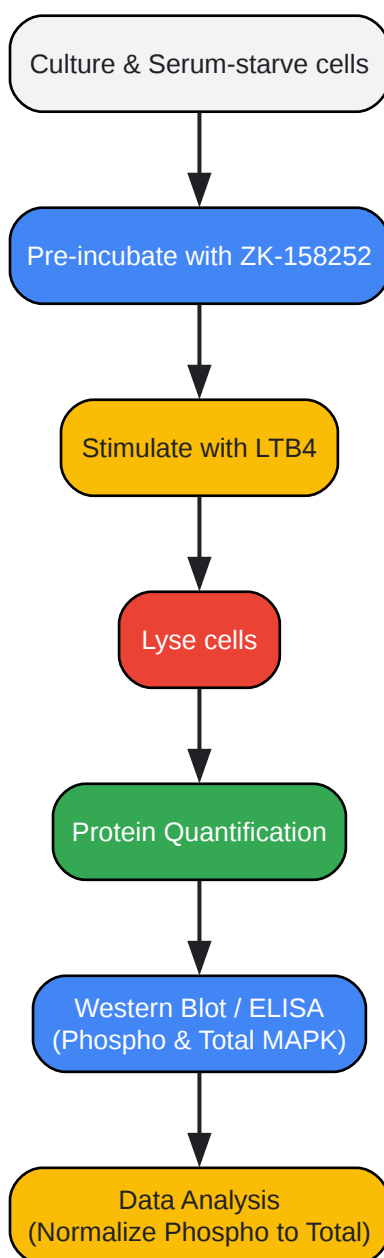 Culture & Serum-starve cells
Pre-incubate with ZK-158252
Stimulate with LTB4
Lyse cells
Protein Quantification
Western Blot / ELISA
(Phospho & Total MAPK)
Data Analysis
(Normalize Phospho to Total)